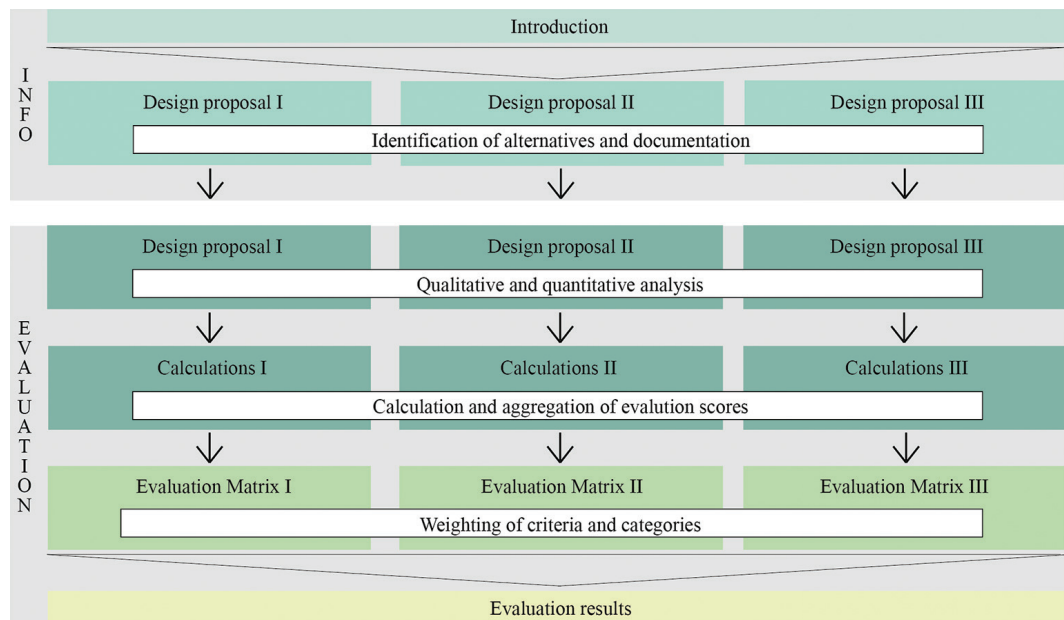 Introduction
INFO
Design proposal I
Design proposal II
Design proposal III
Identification of alternatives and documentation
EVALUATION
Design proposal I
Design proposal II
Design proposal III
Qualitative and quantitative analysis
Calculations I
Calculations II
Calculations III
Calculation and aggregation of evalution scores
Evaluation Matrix I
Evaluation Matrix II
Evaluation Matrix III
Weighting of criteria and categories
Evaluation results